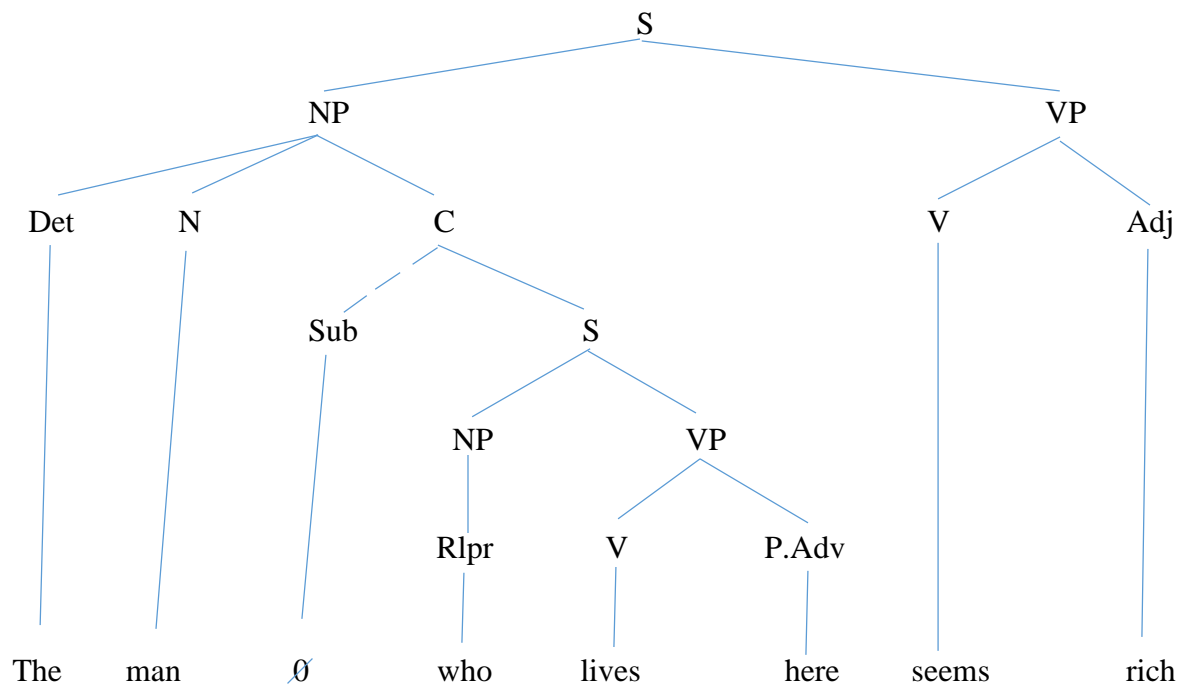 S
NP VP
Det N C V Adj
Sub S
NP VP
Rlpr V P.Adv
The man 0 who lives here seems rich